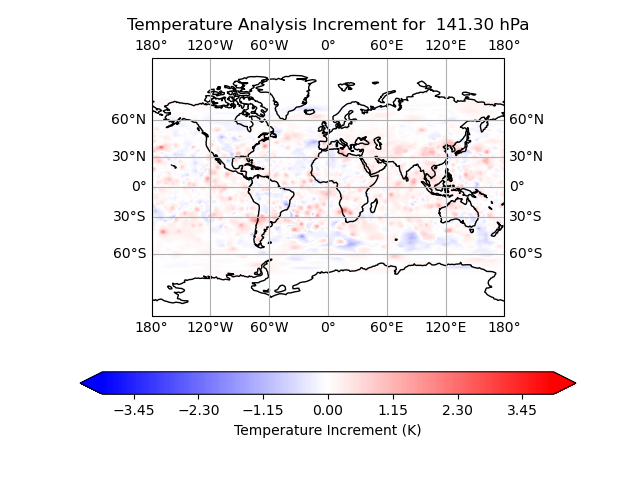 Temperature Analysis Increment for  141.30 hPa
180° 120°W 60°W 0° 60°E 120°E 180°
60°N 60°N
30°N 30°N
0° 0°
30°S 30°S
60°S 60°S
180° 120°W 60°W 0° 60°E 120°E 180°
−3.45 −2.30 −1.15 0.00 1.15 2.30 3.45
Temperature Increment (K)